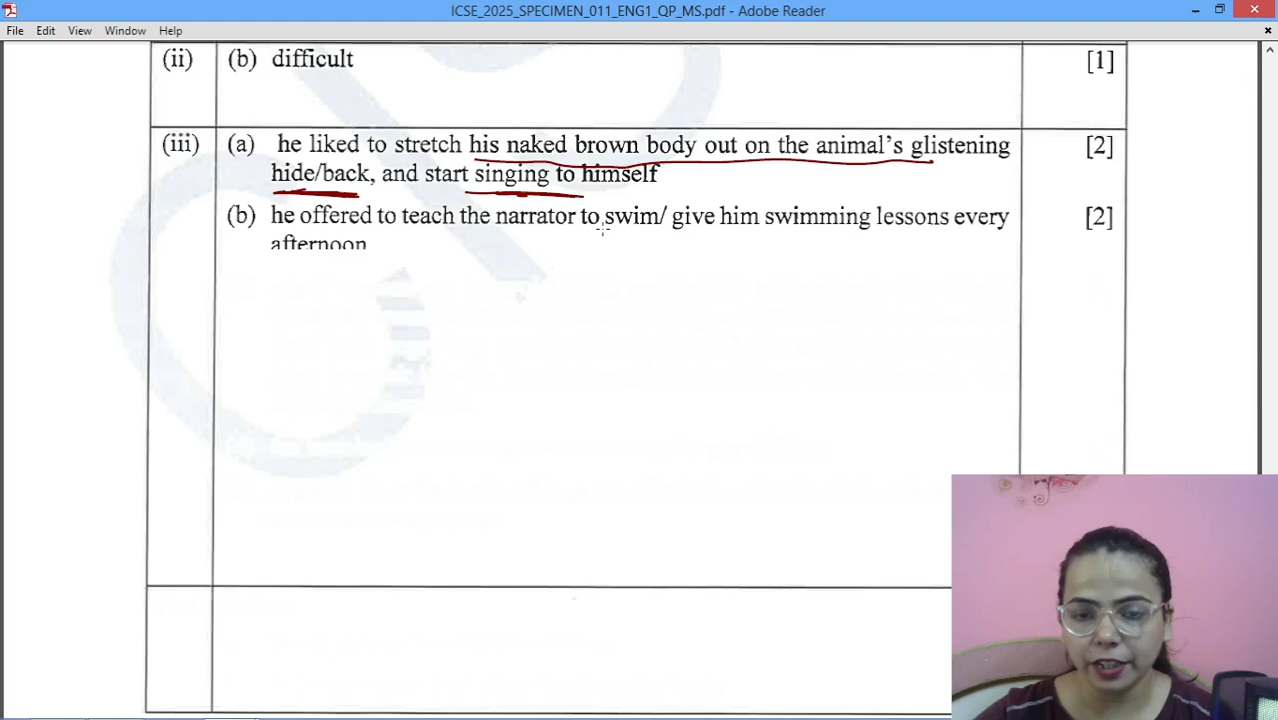 ICSE_2025_SPECIMEN_011_ENG1_QP_MS.pdf - Adobe Reader
File Edit View Window Help
(ii) (b) difficult [1]
(iii) (a) he liked to stretch his naked brown body out on the animal's glistening [2]
hide/back, and start singing to himself
(b) he offered to teach the narrator to swim/ give him swimming lessons every [2]
afternoon